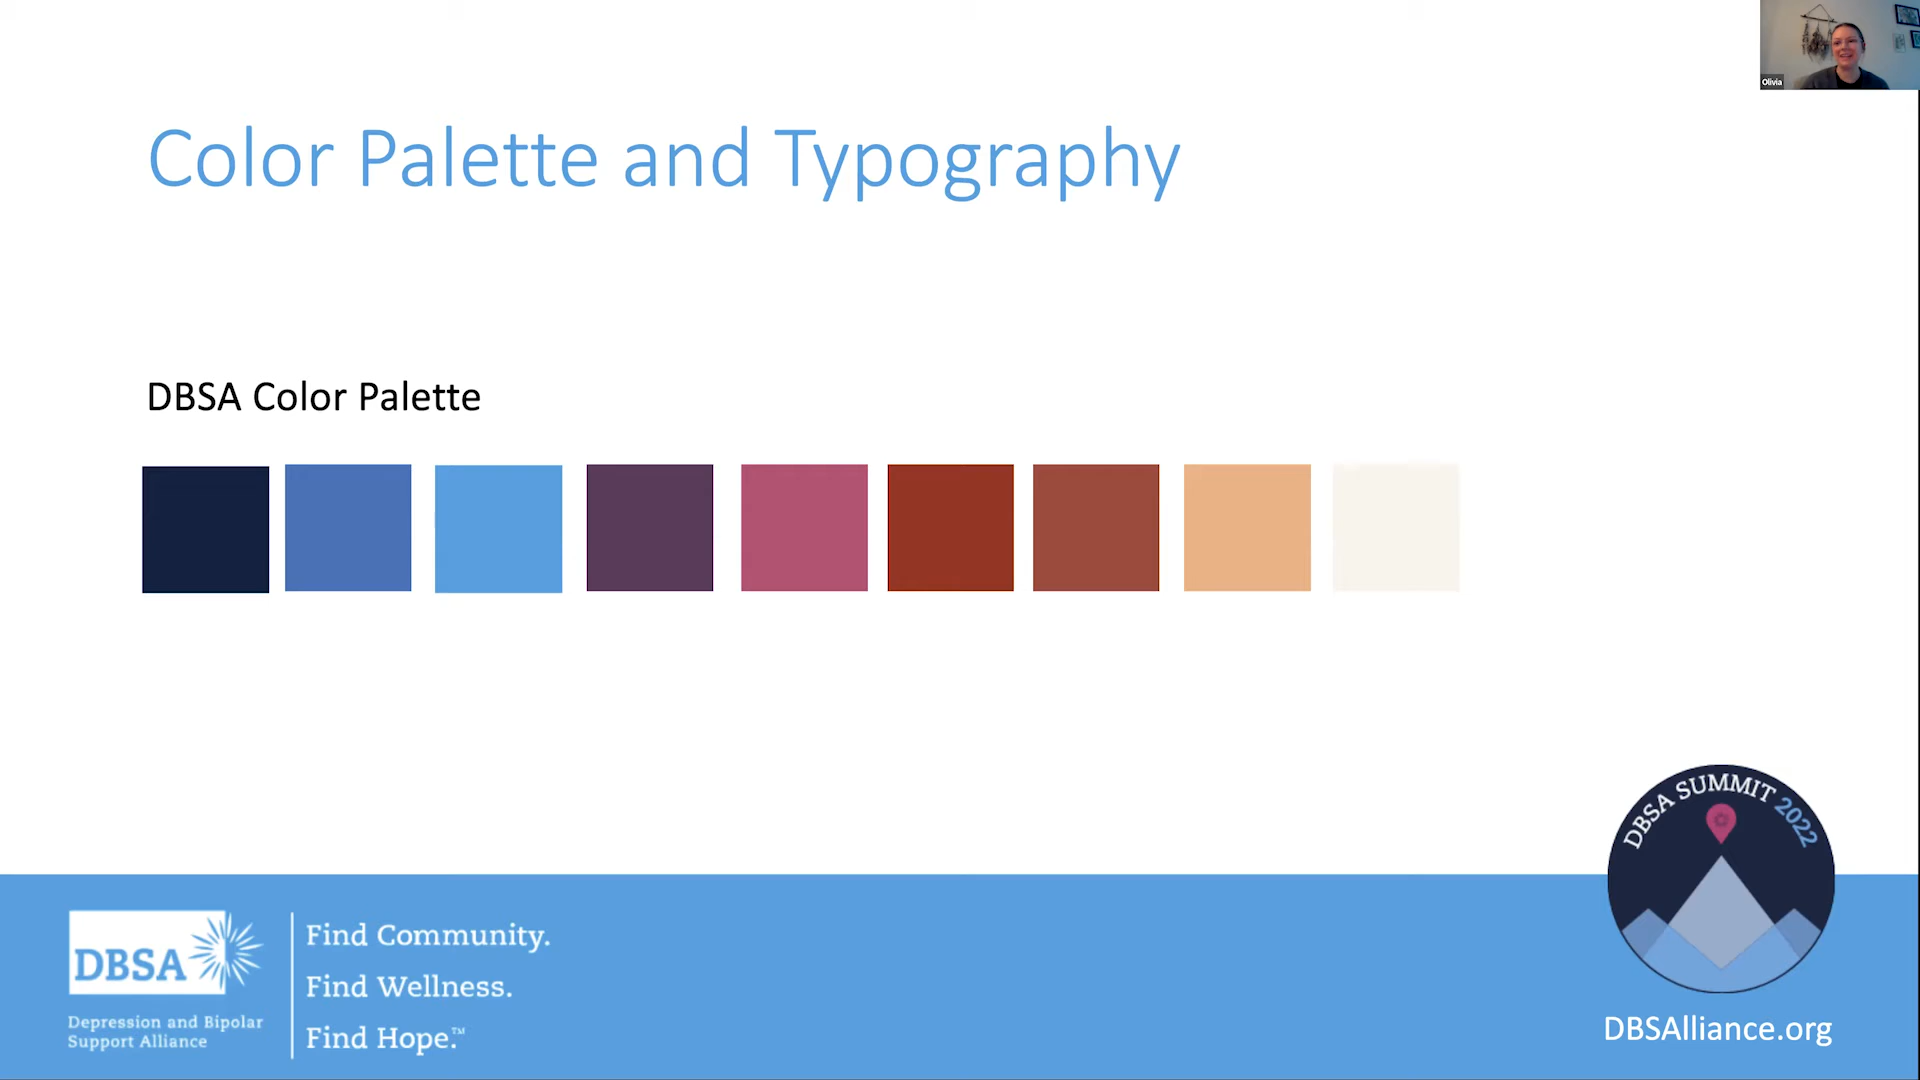 Olivia
Color Palette and Typography
DBSA Color Palette
DBSA SUMMIT 2022
DBSA
Depression and Bipolar
Support Alliance
Find Community.
Find Wellness.
Find Hope.™
DBSAlliance.org